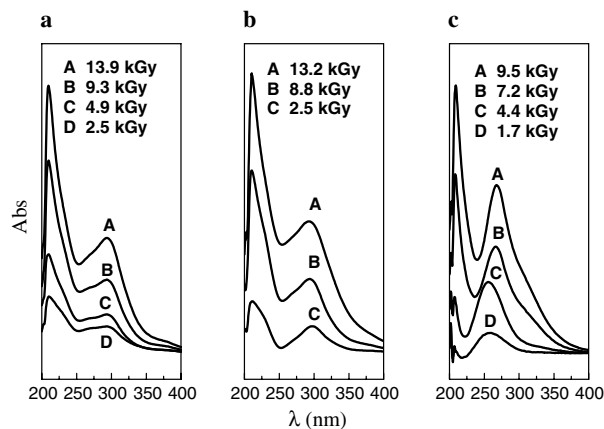 a
A 13.9 kGy
B 9.3 kGy
C 4.9 kGy
D 2.5 kGy
A
B
C
D
200 250 300 350 400
b
A 13.2 kGy
B 8.8 kGy
C 2.5 kGy
A
B
C
200 250 300 350 400
c
A 9.5 kGy
B 7.2 kGy
C 4.4 kGy
D 1.7 kGy
A
B
C
D
200 250 300 350 400
Abs
λ (nm)